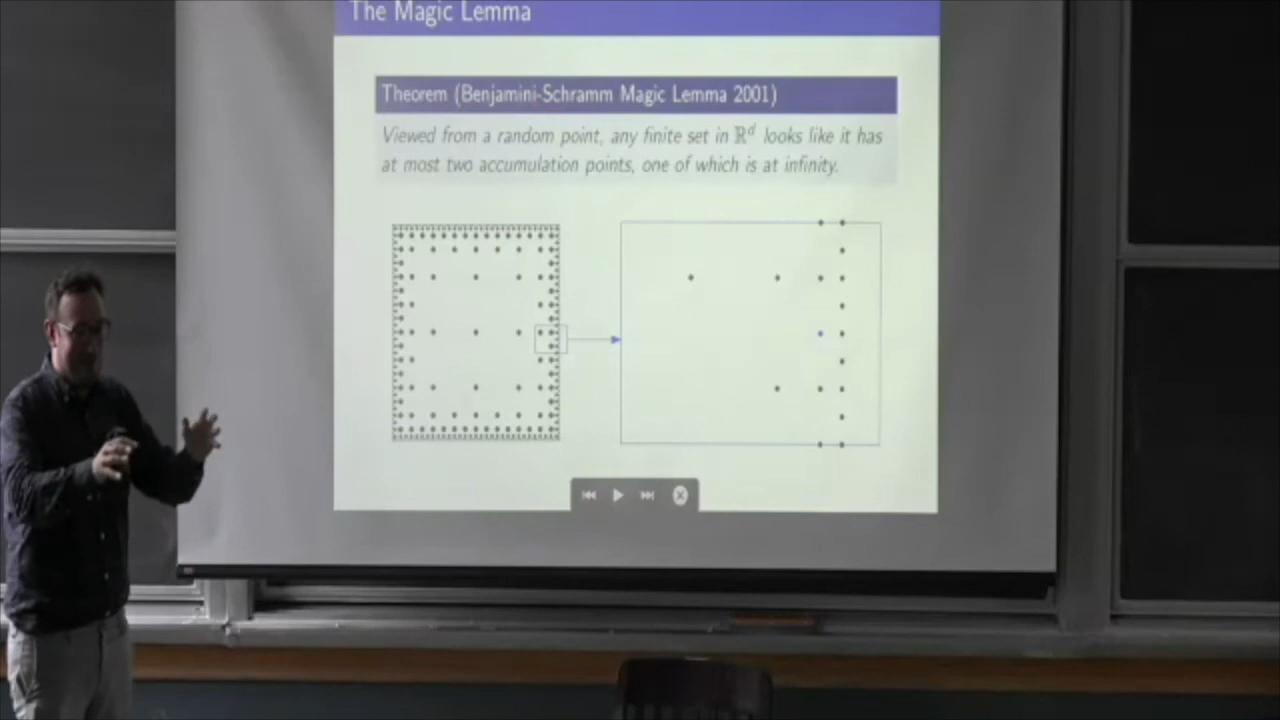 The Magic Lemma
Theorem (Benjamini-Schramm Magic Lemma 2001)
Viewed from a random point, any finite set in ℝᵈ looks like it has
at most two accumulation points, one of which is at infinity.